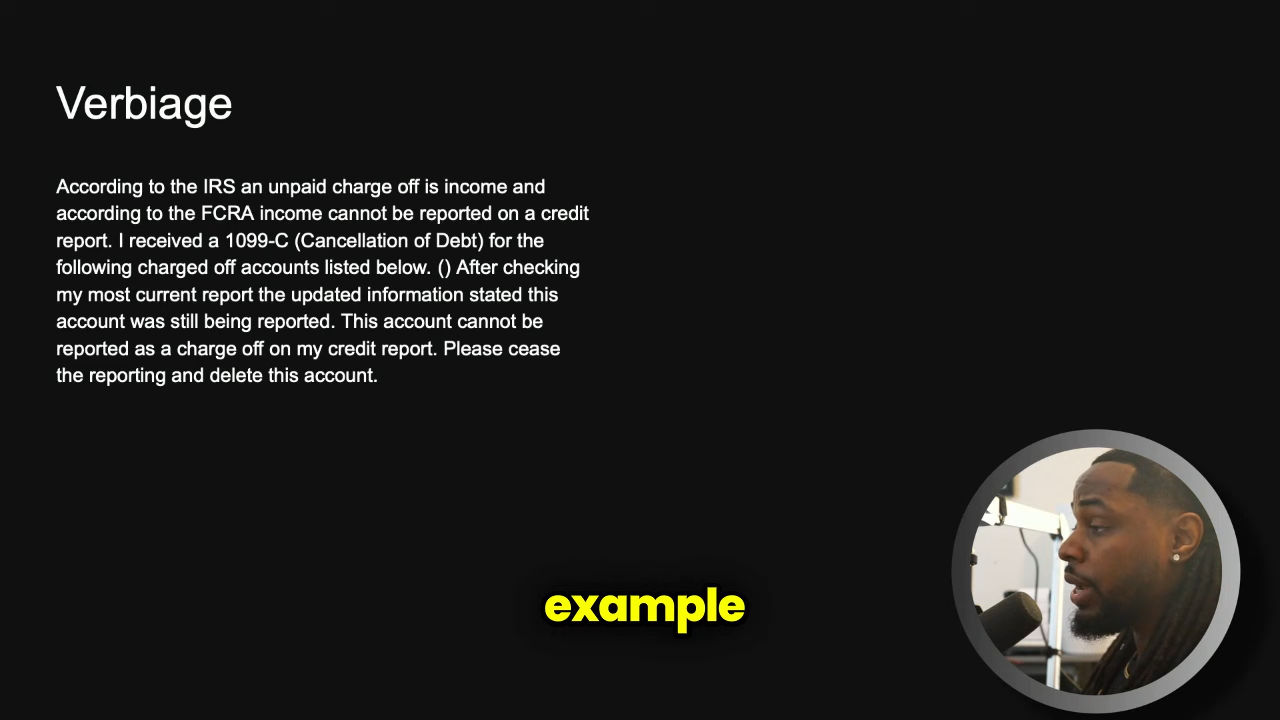 Verbiage
According to the IRS an unpaid charge off is income and
according to the FCRA income cannot be reported on a credit
report. I received a 1099-C (Cancellation of Debt) for the
following charged off accounts listed below. () After checking
my most current report the updated information stated this
account was still being reported. This account cannot be
reported as a charge off on my credit report. Please cease
the reporting and delete this account.
example